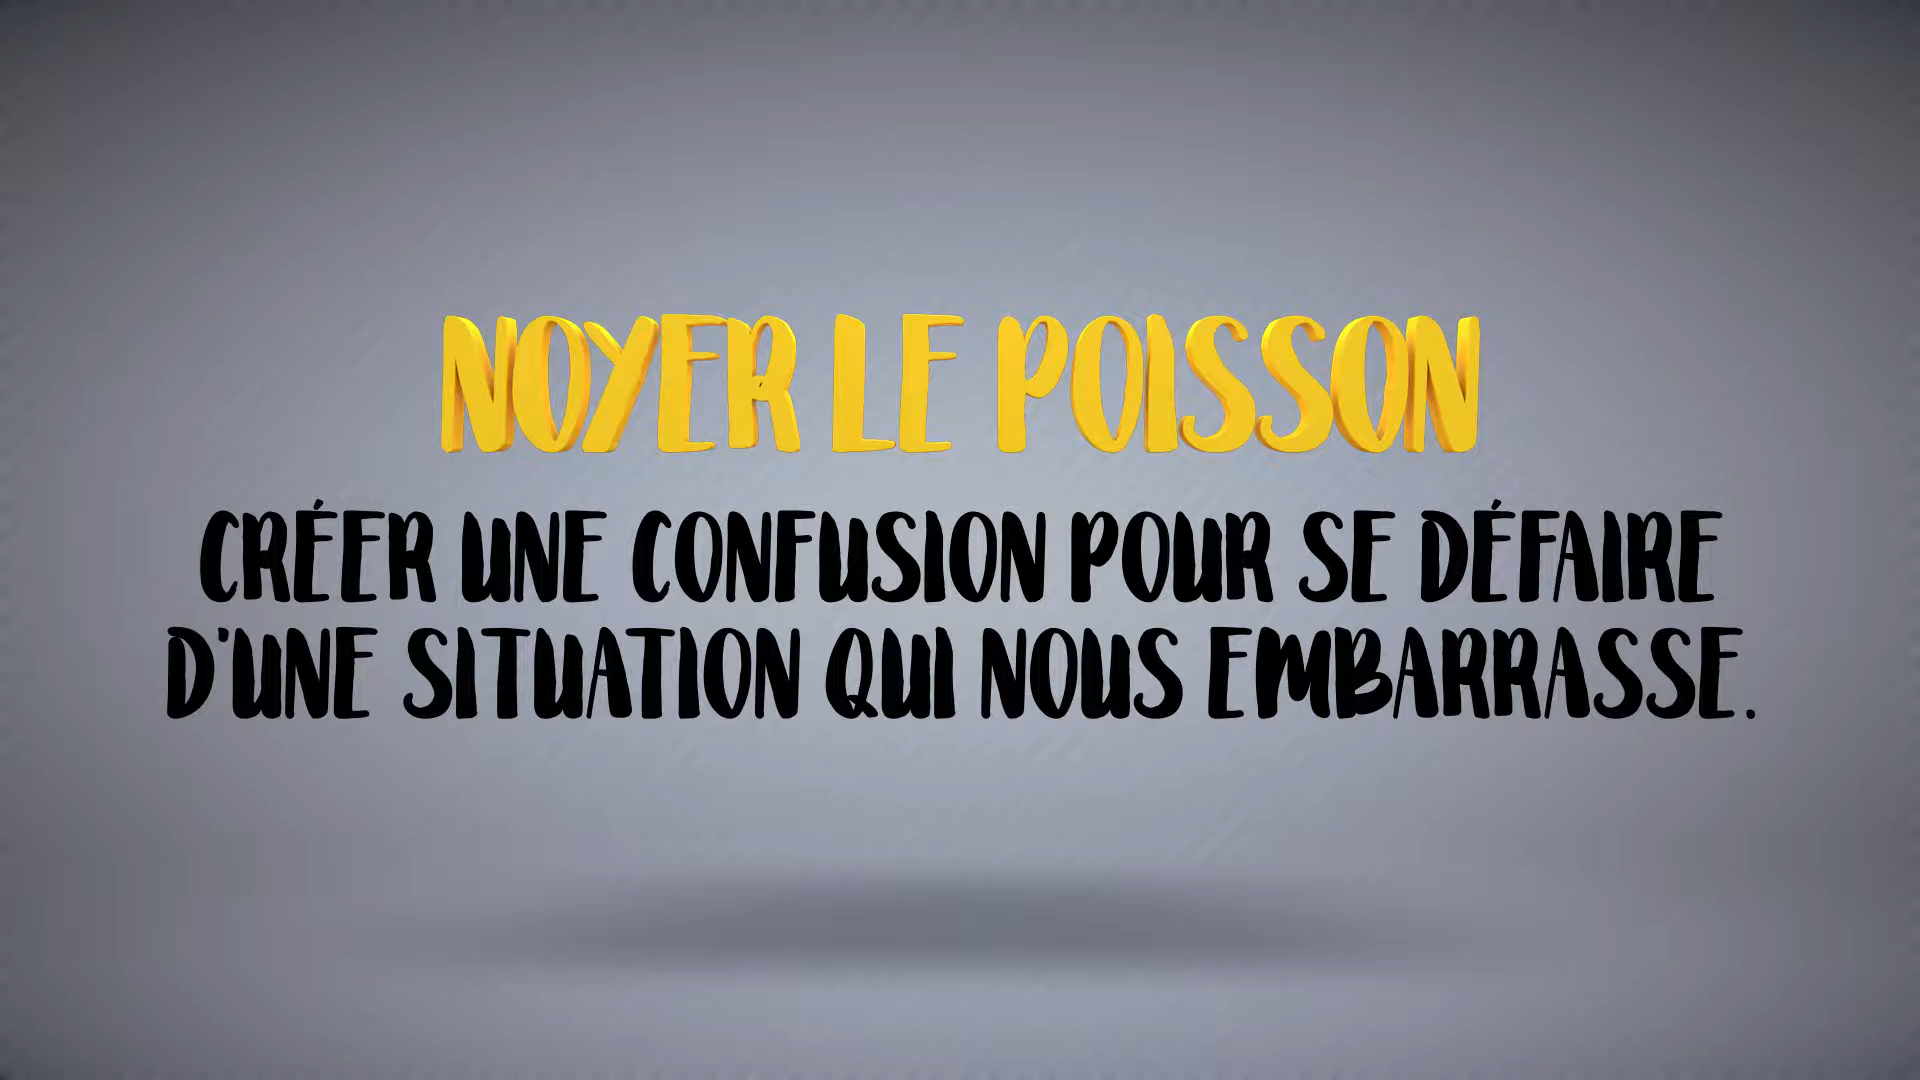 NOYER LE POISSON
CRÉER UNE CONFUSION POUR SE DÉFAIRE
D'UNE SITUATION QUI NOUS EMBARRASSE.